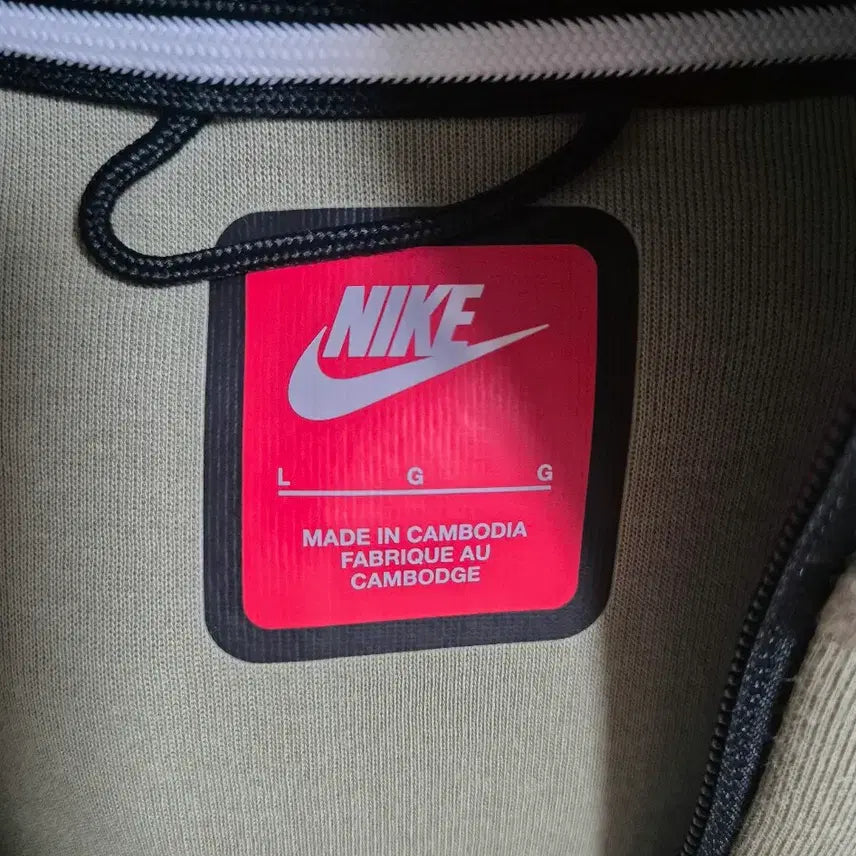 NIKE
L G G
MADE IN CAMBODIA
FABRIQUE AU
CAMBODGE